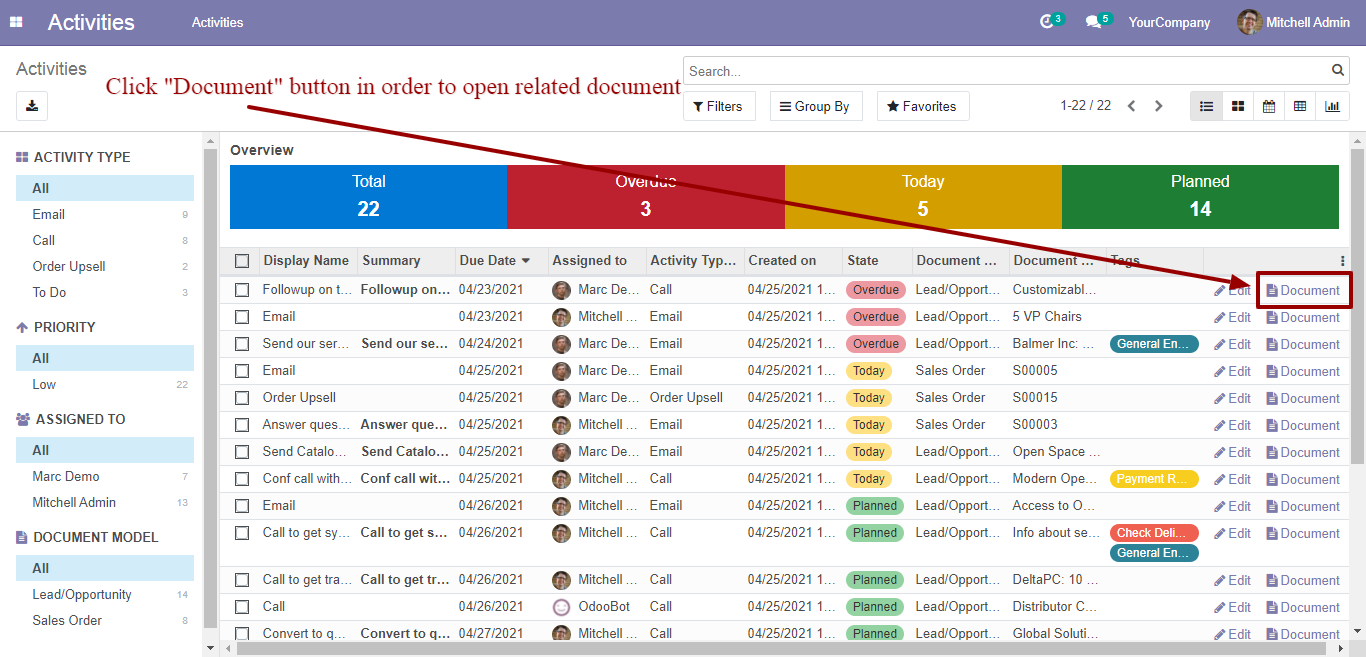 Activities Activities 3 5 YourCompany Mitchell Admin
Activities
Search...
Click "Document" button in order to open related document
Filters Group By Favorites 1-22 / 22
ACTIVITY TYPE
All
Email 9
Call 8
Order Upsell 2
To Do 3
PRIORITY
All
Low 22
ASSIGNED TO
All
Marc Demo 7
Mitchell Admin 13
DOCUMENT MODEL
All
Lead/Opportunity 14
Sales Order 8
Overview
Total Overdue Today Planned
22 3 5 14
Display Name Summary Due Date Assigned to Activity Typ... Created on State Document ... Document ... Tags
Followup on t... Followup on... 04/23/2021 Marc De... Call 04/25/2021 1... Overdue Lead/Opport... Customizabl... Edit Document
Email 04/23/2021 Mitchell ... Email 04/25/2021 1... Overdue Lead/Opport... 5 VP Chairs Edit Document
Send our ser... Send our se... 04/24/2021 Marc De... Email 04/25/2021 1... Overdue Lead/Opport... Balmer Inc: ... General En... Edit Document
Email 04/25/2021 Marc De... Email 04/25/2021 1... Today Sales Order S00005 Edit Document
Order Upsell 04/25/2021 Marc De... Order Upsell 04/25/2021 1... Today Sales Order S00015 Edit Document
Answer ques... Answer que... 04/25/2021 Mitchell ... Email 04/25/2021 1... Today Sales Order S00003 Edit Document
Send Catalo... Send Catalo... 04/25/2021 Marc De... Email 04/25/2021 1... Today Lead/Opport... Open Space ... Edit Document
Conf call with... Conf call wit... 04/25/2021 Mitchell ... Call 04/25/2021 1... Today Lead/Opport... Modern Ope... Payment R... Edit Document
Email 04/26/2021 Mitchell ... Email 04/25/2021 1... Planned Lead/Opport... Access to O... Edit Document
Call to get sy... Call to get s... 04/26/2021 Mitchell ... Call 04/25/2021 1... Planned Lead/Opport... Info about se... Check Deli... Edit Document
General En...
Call to get tra... Call to get tr... 04/26/2021 Mitchell ... Call 04/25/2021 1... Planned Lead/Opport... DeltaPC: 10 ... Edit Document
Call 04/26/2021 OdooBot Call 04/25/2021 1... Planned Lead/Opport... Distributor C... Edit Document
Convert to q... Convert to q... 04/27/2021 Mitchell ... Call 04/25/2021 1... Planned Lead/Opport... Global Soluti... Edit Document